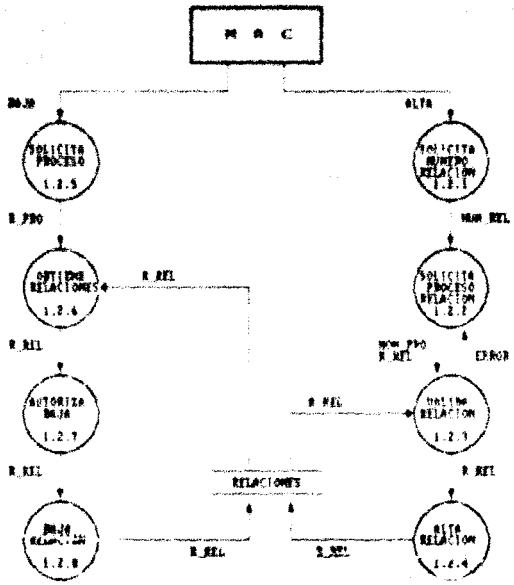 M A C
BAJA
ALTA
SOLICITA
PROCESO
1.2.5
SOLICITA
NUMERO
RELACION
1.2.1
R_PRO
NUM_REL
OBTIENE
RELACIONES
1.2.6
R_REL
SOLICITA
PROCESO
RELACION
1.2.2
R_REL
NOM_PRO
R_REL
ERROR
AUTORIZA
BAJA
1.2.7
R_REL
VALIDA
RELACION
1.2.3
R_REL
RELACIONES
R_REL
BAJA
RELACION
1.2.8
R_REL
R_REL
ALTA
RELACION
1.2.4